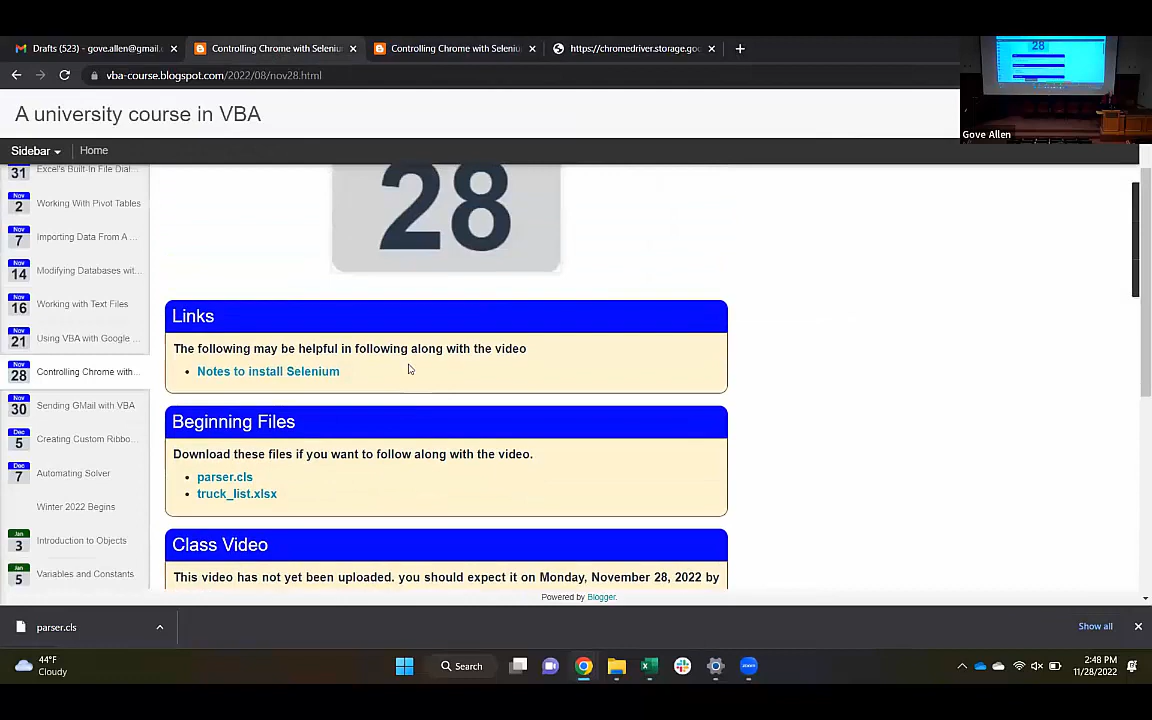 Drafts (523) - gove.allen@gmail.
Controlling Chrome with Seleniu
Controlling Chrome with Seleniu
https://chromedriver.storage.go
vba-course.blogspot.com/2022/08/nov28.html
28
Gove Allen
A university course in VBA
Sidebar
Home
31 Excel's Built-In File Dial...
Nov 2 Working With Pivot Tables
Nov 7 Importing Data From A ...
Nov 14 Modifying Databases wit...
Nov 16 Working with Text Files
Nov 21 Using VBA with Google ...
Nov 28 Controlling Chrome with...
Nov 30 Sending GMail with VBA
Dec 5 Creating Custom Ribbo...
Dec 7 Automating Solver
Winter 2022 Begins
Jan 3 Introduction to Objects
Jan 5 Variables and Constants
28
Links
The following may be helpful in following along with the video
• Notes to install Selenium
Beginning Files
Download these files if you want to follow along with the video.
• parser.cls
• truck_list.xlsx
Class Video
This video has not yet been uploaded. you should expect it on Monday, November 28, 2022 by
Powered by Blogger.
parser.cls
Show all
44°F
Cloudy
Search
zoom
2:48 PM
11/28/2022